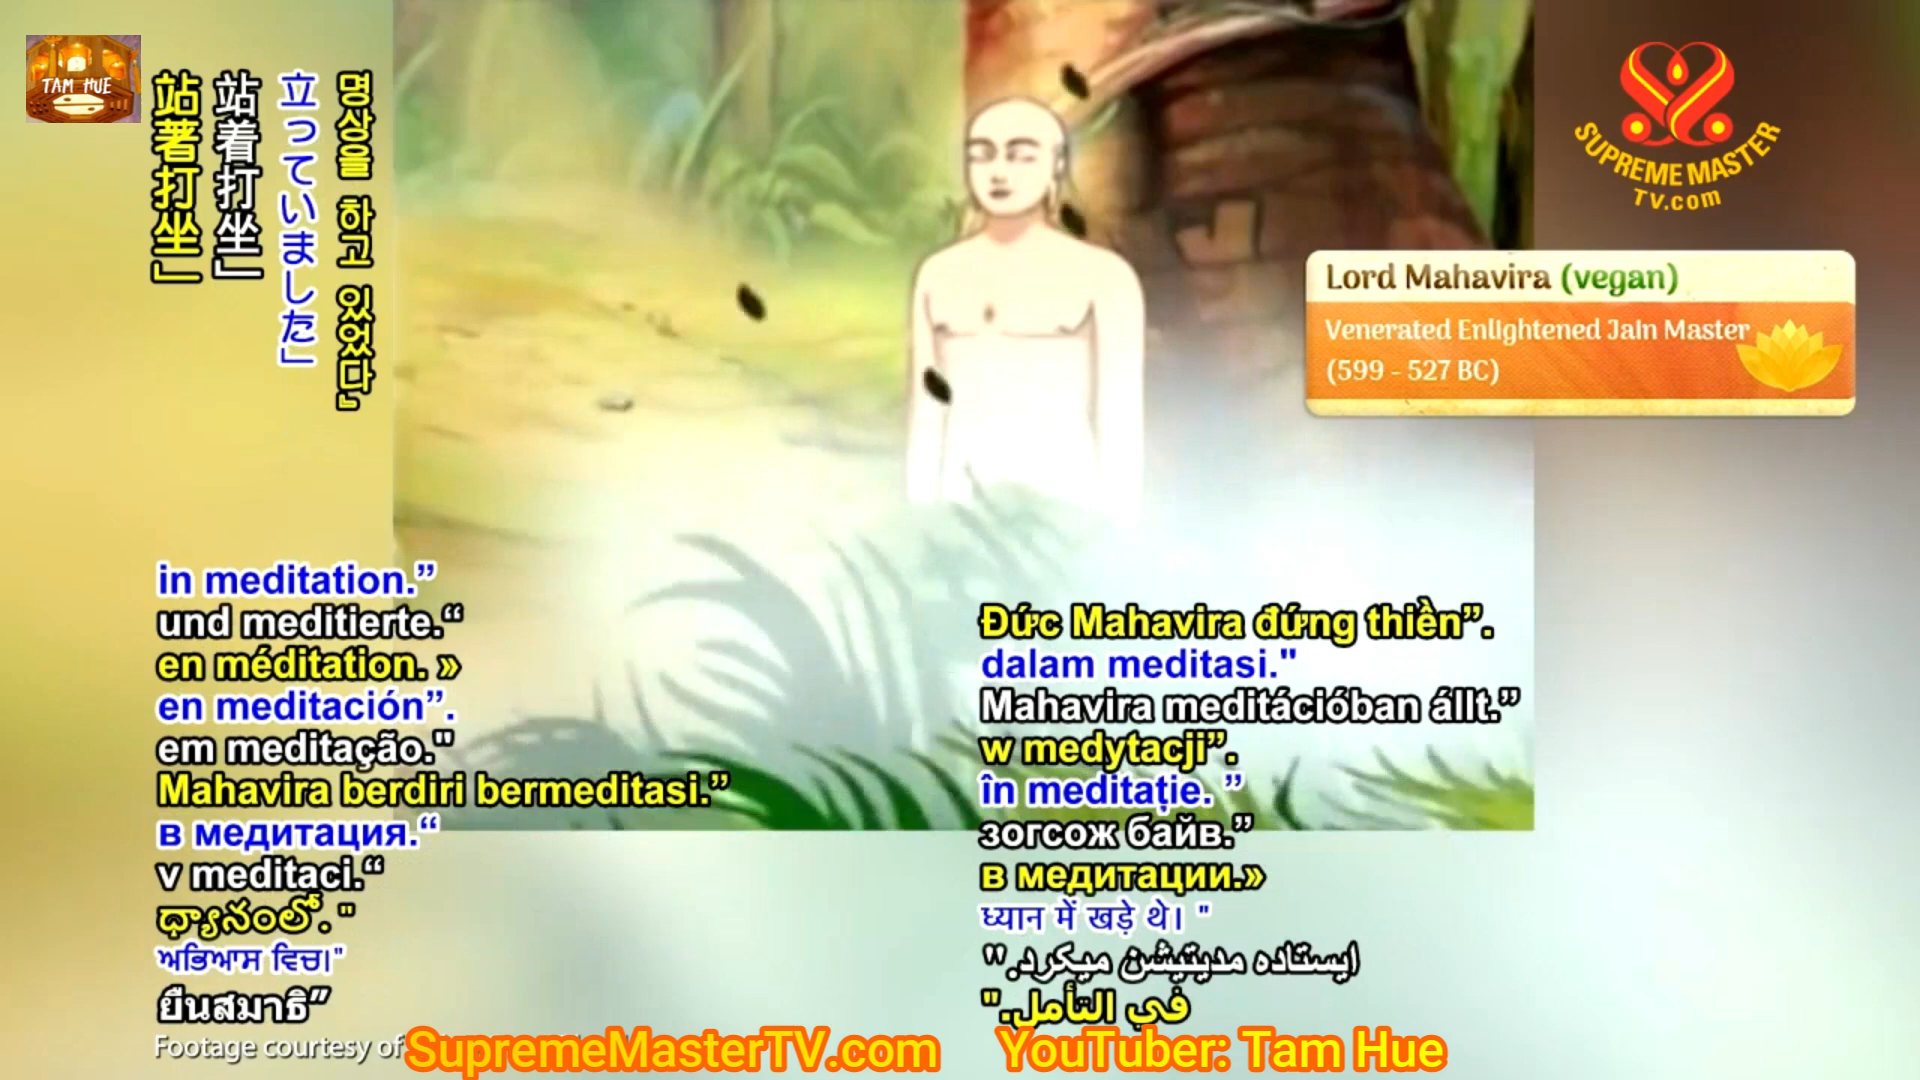 TAM HUE
站著打坐」
站着打坐」
立っていました」
명상을 하고 있었다』
SUPREME MASTER
TV.com
Lord Mahavira (vegan)
Venerated Enlightened Jain Master
(599 - 527 BC)
in meditation.”
und meditierte.“
en méditation. »
en meditación”.
em meditação."
Mahavira berdiri bermeditasi.”
в медитация.“
v meditaci.“
ధ్యానంలో."
ਅਭਿਆਸ ਵਿਚ।"
ยืนสมาธิ”
Đức Mahavira đứng thiền”.
dalam meditasi."
Mahavira meditációban állt.”
w medytacji”.
în meditație. ”
зогсож байв.”
в медитации.»
ध्यान में खड़े थे। "
ایستاده مدیتیشن میکرد."
في التأمل."
Footage courtesy of
SupremeMasterTV.com YouTuber: Tam Hue